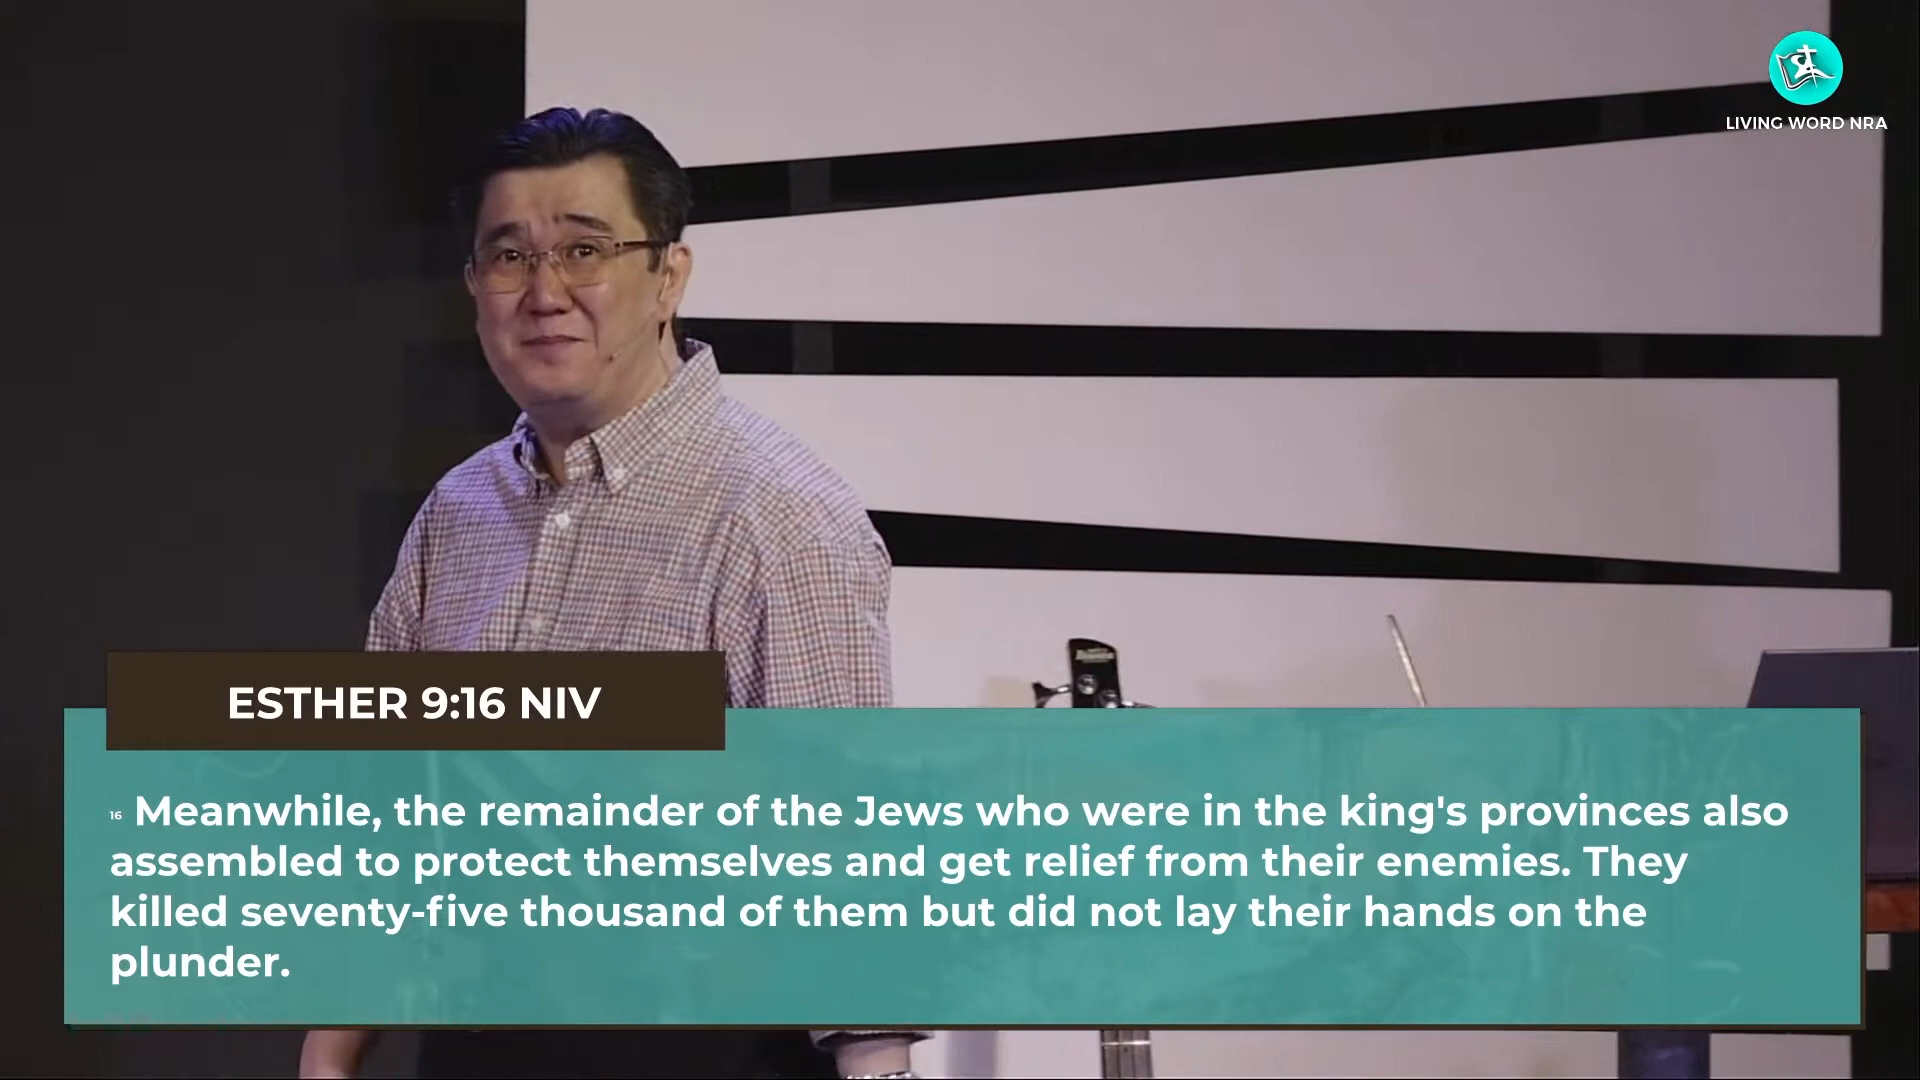 LIVING WORD NRA
ESTHER 9:16 NIV
16 Meanwhile, the remainder of the Jews who were in the king's provinces also
assembled to protect themselves and get relief from their enemies. They
killed seventy-five thousand of them but did not lay their hands on the
plunder.